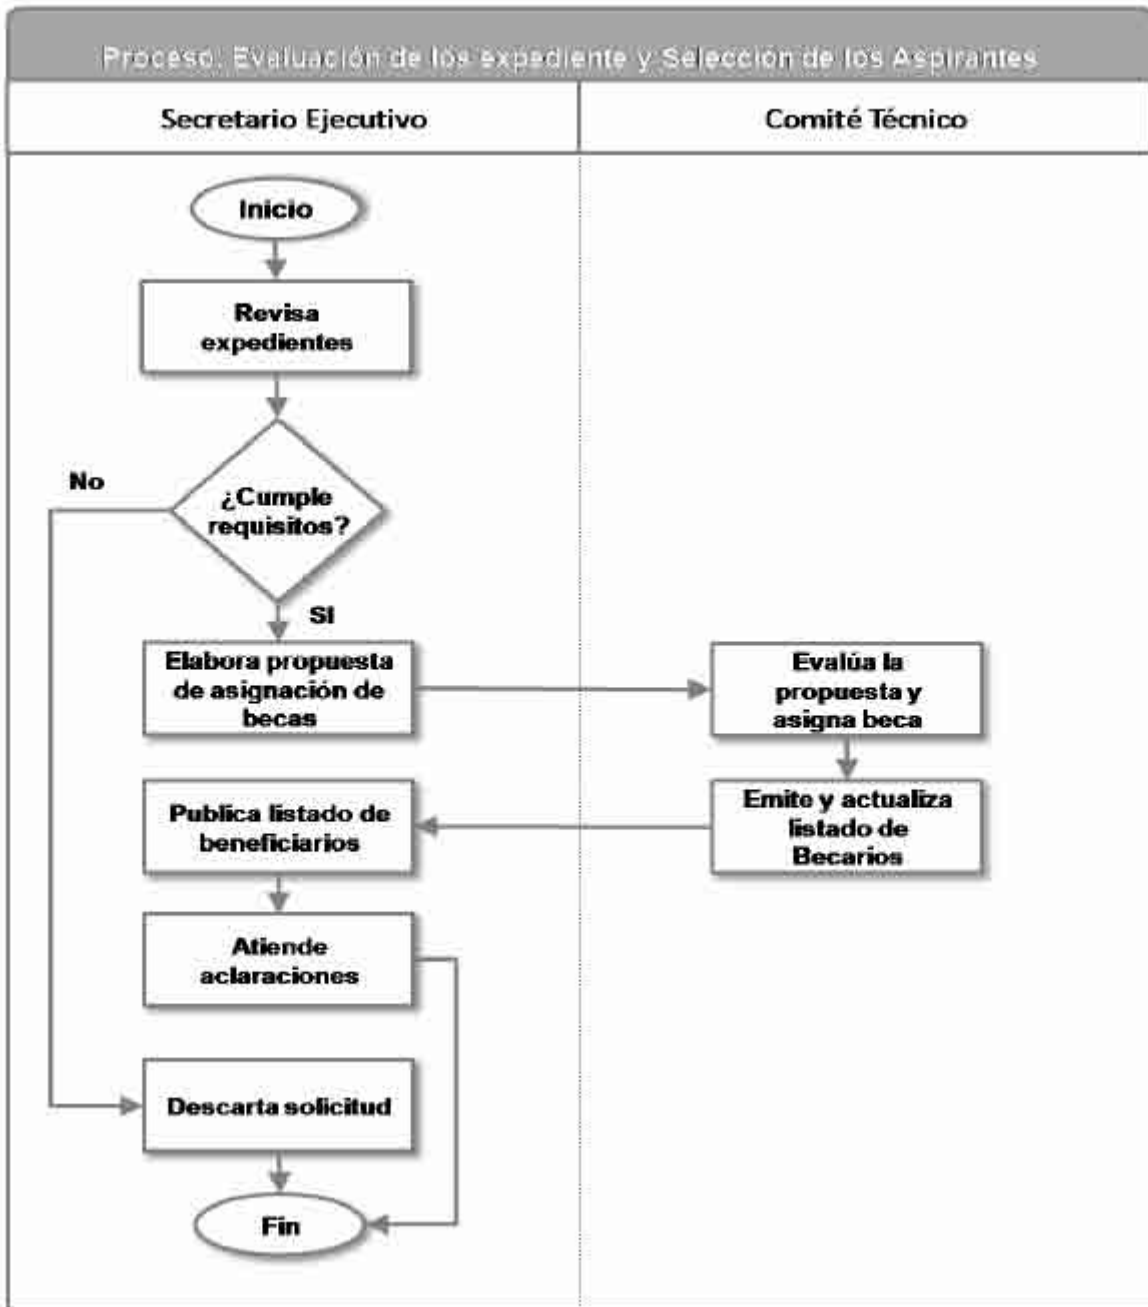 Proceso: Evaluación de los expediente y Selección de los Aspirantes
Secretario Ejecutivo
Comité Técnico
Inicio
Revisa
expedientes
¿Cumple
requisitos?
No
SI
Elabora propuesta
de asignación de
becas
Evalúa la
propuesta y
asigna beca
Emite y actualiza
listado de
Becarios
Publica listado de
beneficiarios
Atiende
aclaraciones
Descarta solicitud
Fin